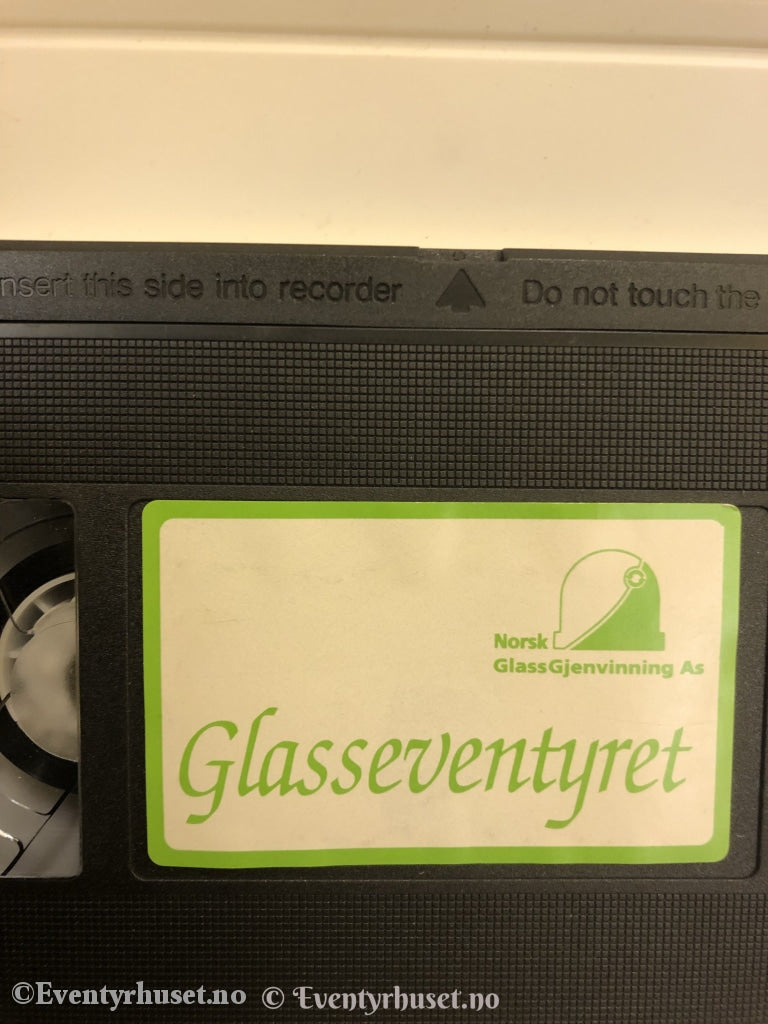 nsert this side into recorder
Do not touch the
Norsk
GlassGjenvinning As
Glasseventyret
©Eventyrhuset.no © Eventyrhuset.no